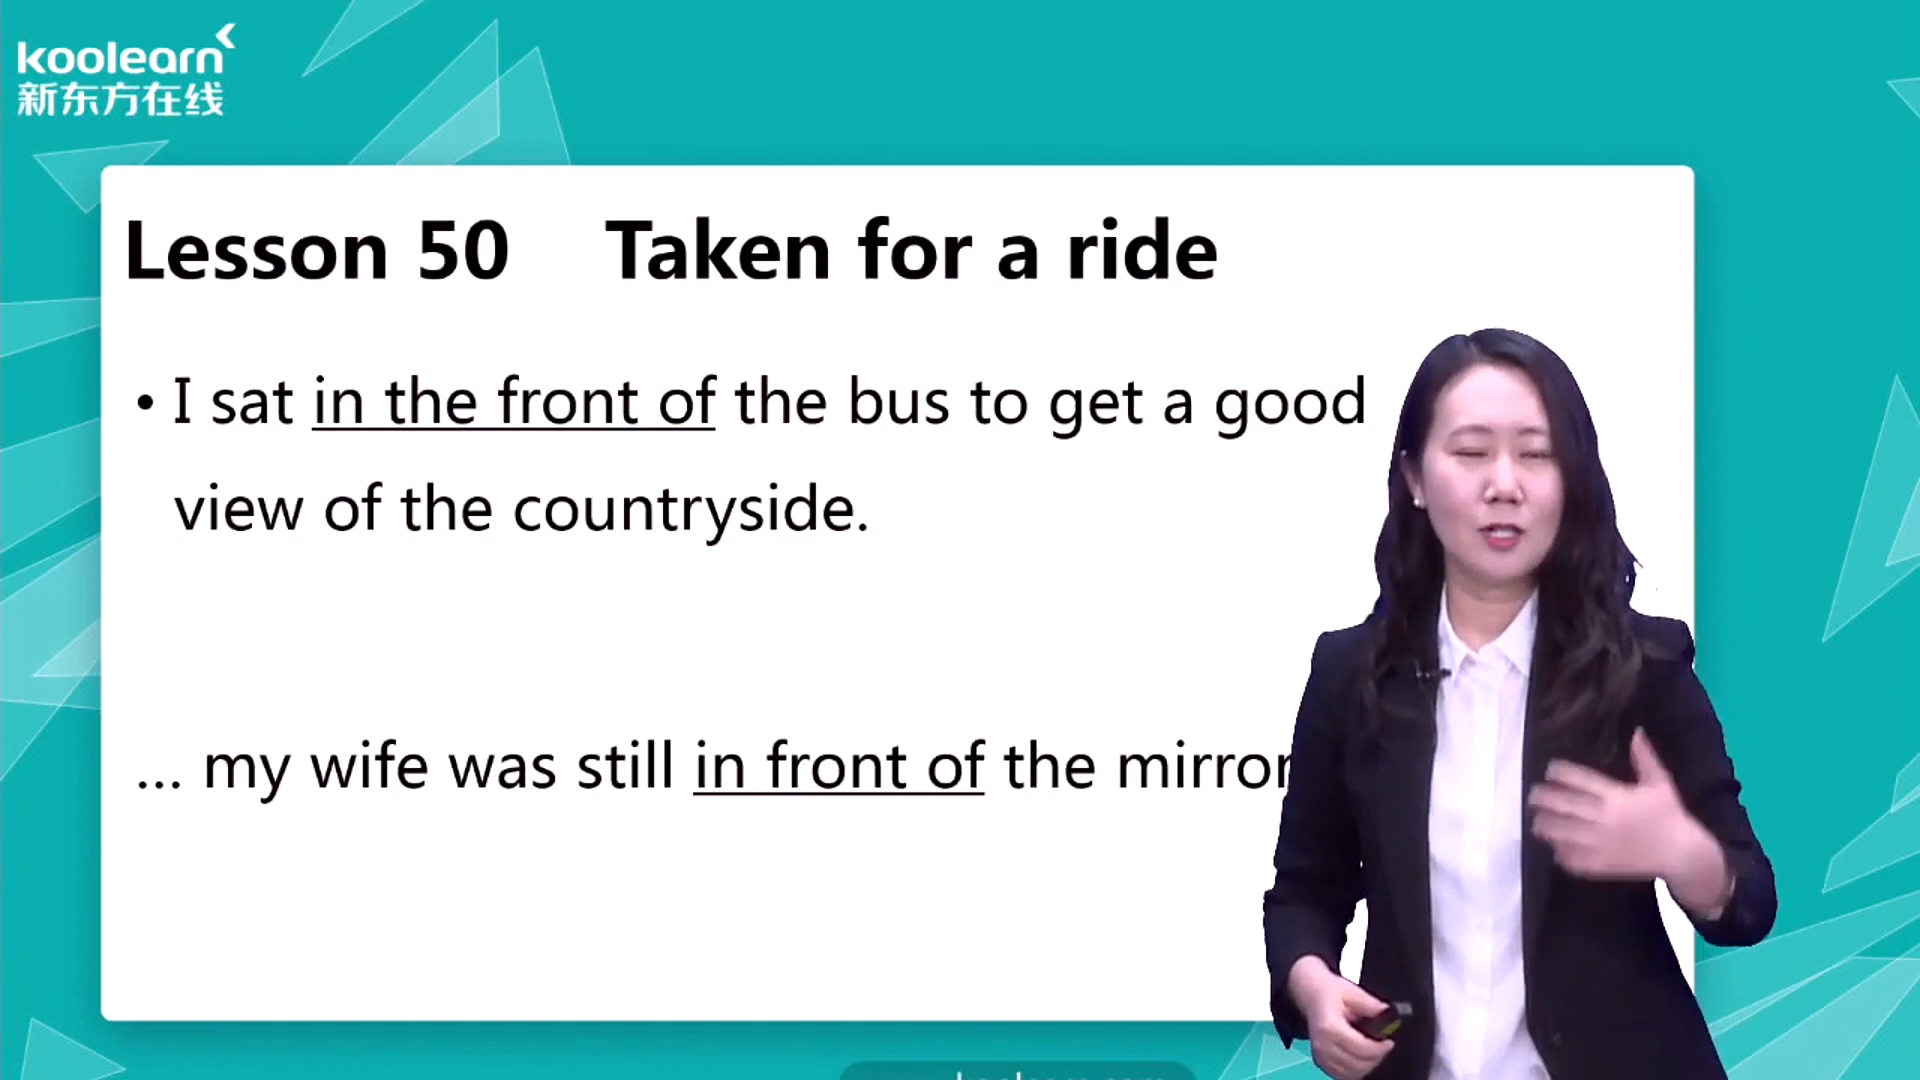 koolearn
新东方在线
Lesson 50 Taken for a ride
• I sat in the front of the bus to get a good
view of the countryside.
... my wife was still in front of the mirror